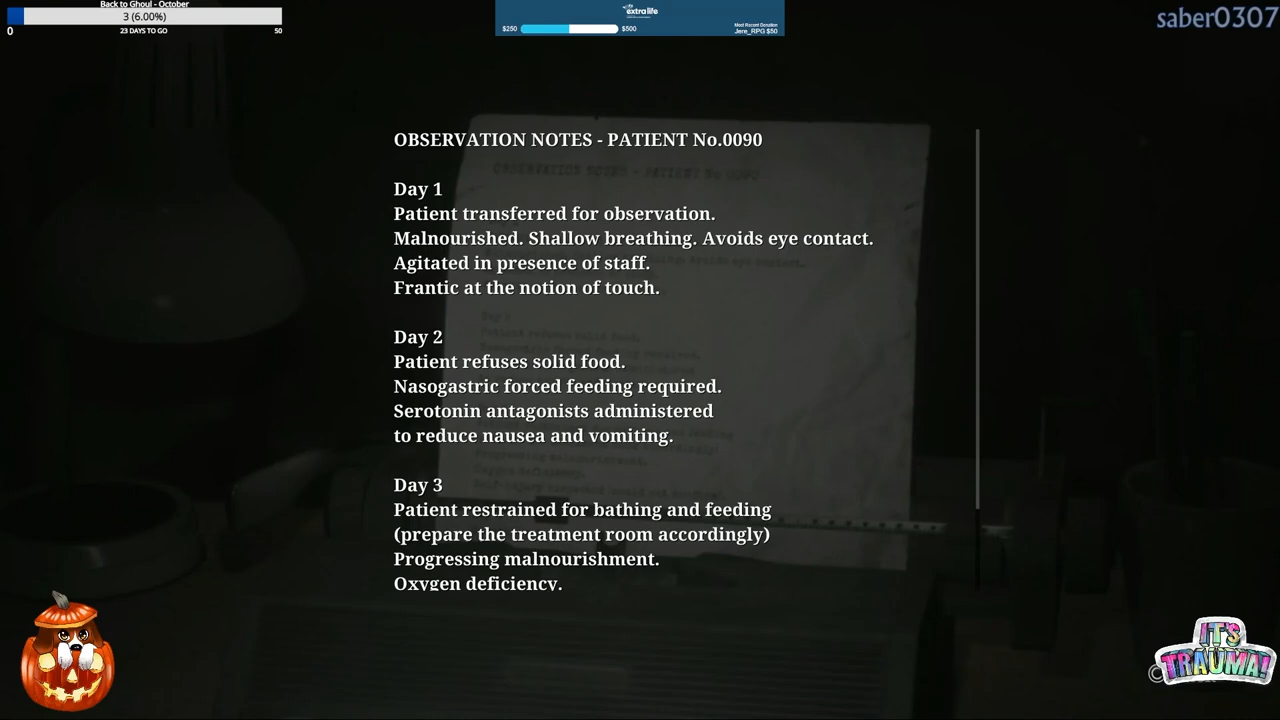 Back to Ghoul - October
3 (6.00%)
0
23 DAYS TO GO
50
extra life
$250
$500
Most Recent Donation
Jere_RPG $50
saber0307
OBSERVATION NOTES - PATIENT No.0090
Day 1
Patient transferred for observation.
Malnourished. Shallow breathing. Avoids eye contact.
Agitated in presence of staff.
Frantic at the notion of touch.
Day 2
Patient refuses solid food.
Nasogastric forced feeding required.
Serotonin antagonists administered
to reduce nausea and vomiting.
Day 3
Patient restrained for bathing and feeding
(prepare the treatment room accordingly)
Progressing malnourishment.
Oxygen deficiency.
IT'S
TRAUMA!
©